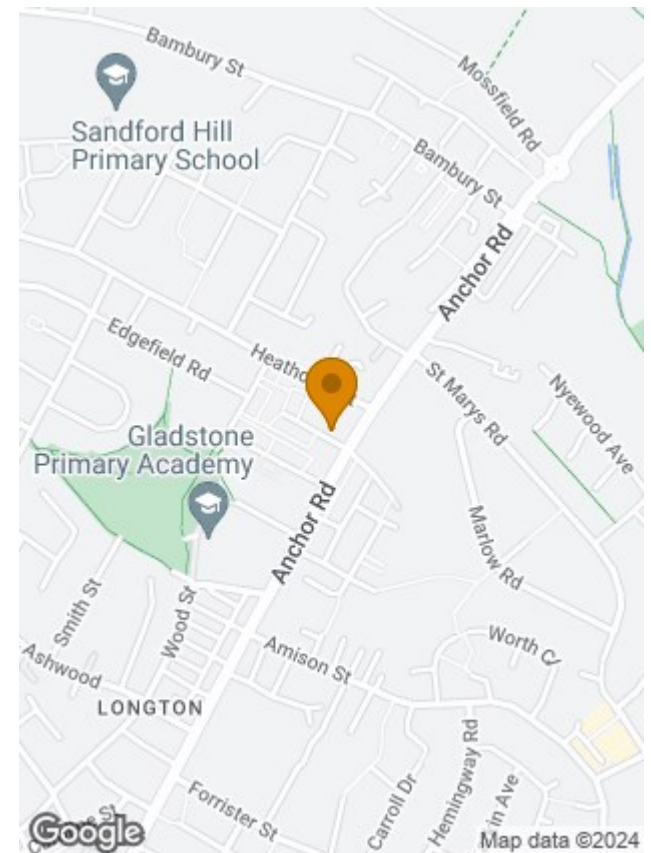 Bambury St
Mossfield Rd
Sandford Hill
Primary School
Bambury St
Anchor Rd
Edgefield Rd
St Marys Rd
Nyewood Ave
Gladstone
Primary Academy
Anchor Rd
Marlow Rd
Smith St
Wood St
Worth Cl
Amison St
Ashwood
LONGTON
Hemingway Rd
Carroll Dr
Forrister St
Google
Map data ©2024